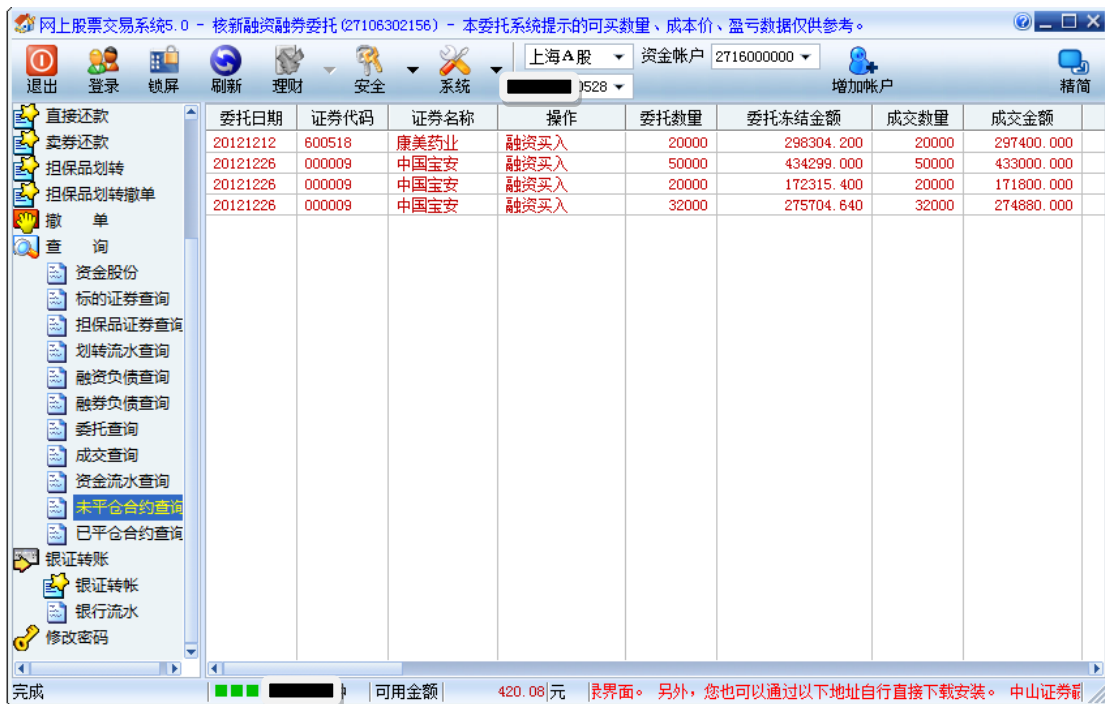 网上股票交易系统5.0 - 核新融资融券委托(27106302156) - 本委托系统提示的可买数量、成本价、盈亏数据仅供参考。
退出 登录 锁屏 刷新 理财 安全 系统 上海A股 资金帐户 2716000000 增加帐户 精简
0528
直接还款
卖券还款
担保品划转
担保品划转撤单
撤 单
查 询
资金股份
标的证券查询
担保品证券查询
划转流水查询
融资负债查询
融券负债查询
委托查询
成交查询
资金流水查询
未平仓合约查询
已平仓合约查询
银证转账
银证转帐
银行流水
修改密码
委托日期 证券代码 证券名称 操作 委托数量 委托冻结金额 成交数量 成交金额
20121212 600518 康美药业 融资买入 20000 298304.200 20000 297400.000
20121226 000009 中国宝安 融资买入 50000 434299.000 50000 433000.000
20121226 000009 中国宝安 融资买入 20000 172315.400 20000 171800.000
20121226 000009 中国宝安 融资买入 32000 275704.640 32000 274880.000
完成 可用金额 420.08 元 界面。 另外，您也可以通过以下地址自行直接下载安装。 中山证券